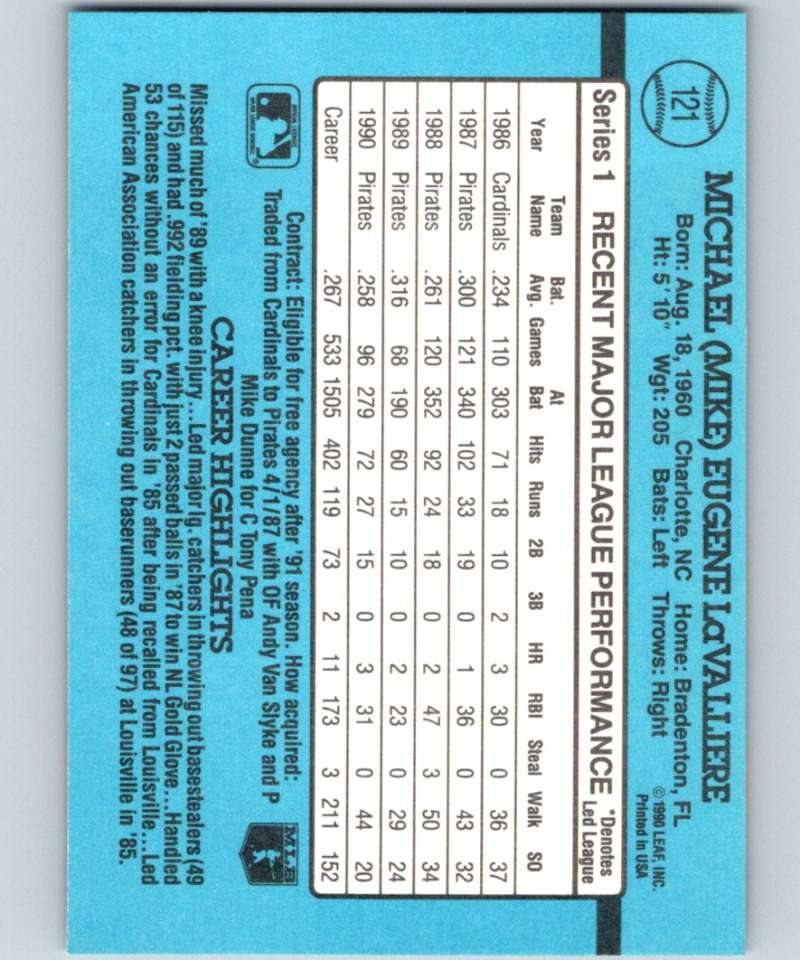 121
MICHAEL (MIKE) EUGENE LaVALLIERE
Born: Aug. 18, 1960 Charlotte, NC Home: Bradenton, FL
Ht: 5' 10" Wgt: 205 Bats: Left Throws: Right
©1990 LEAF, INC.
Printed in USA
Series 1 RECENT MAJOR LEAGUE PERFORMANCE *Denotes Led League
Year Team Name Bat. Avg. Games At Bat Hits Runs 2B 3B HR RBI Steal Walk SO
1986 Cardinals .234 110 303 71 18 10 2 3 30 0 36 37
1987 Pirates .300 121 340 102 33 19 0 1 36 0 43 32
1988 Pirates .261 120 352 92 24 18 0 2 47 3 50 34
1989 Pirates .316 68 190 60 15 10 0 2 23 0 29 24
1990 Pirates .258 96 279 72 27 15 0 3 31 0 44 20
Career .267 533 1505 402 119 73 2 11 173 3 211 152
Contract: Eligible for free agency after '91 season. How acquired:
Traded from Cardinals to Pirates 4/1/87 with OF Andy Van Slyke and P
Mike Dunne for C Tony Pena
MLB
CAREER HIGHLIGHTS
Missed much of '89 with a knee injury...Led major lg. catchers in throwing out basestealers (49
of 115) and had .992 fielding pct. with just 2 passed balls in '87 to win NL Gold Glove...Handled
53 chances without an error for Cardinals in '85 after being recalled from Louisville...Led
American Association catchers in throwing out baserunners (48 of 97) at Louisville in '85.